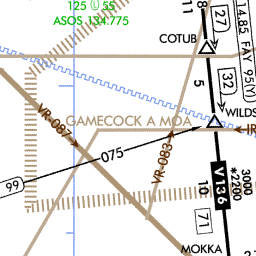 125 Ⓤ 55
ASOS 134.775
11
27
14.85 FAY 95(Y)
COTUB
5
32
GAMECOCK A MOA
WILDS
VR-087
IR
VR-083
075
99
V136
3000
*2200
10
71
MOKKA